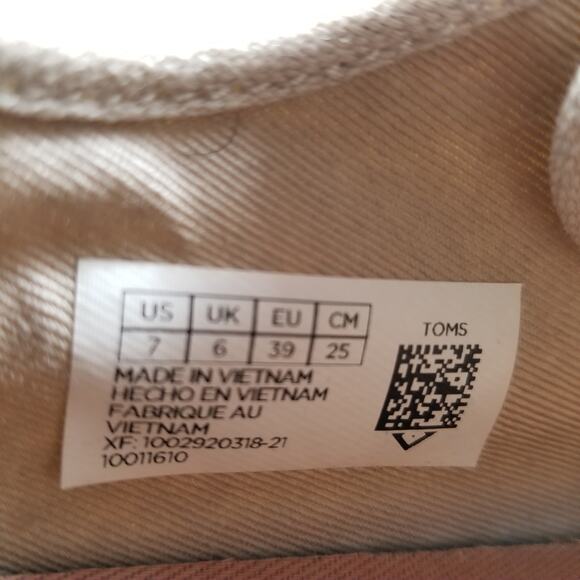 US UK EU CM
7 6 39 25
TOMS
MADE IN VIETNAM
HECHO EN VIETNAM
FABRIQUE AU
VIETNAM
XF: 1002920318-21
10011610